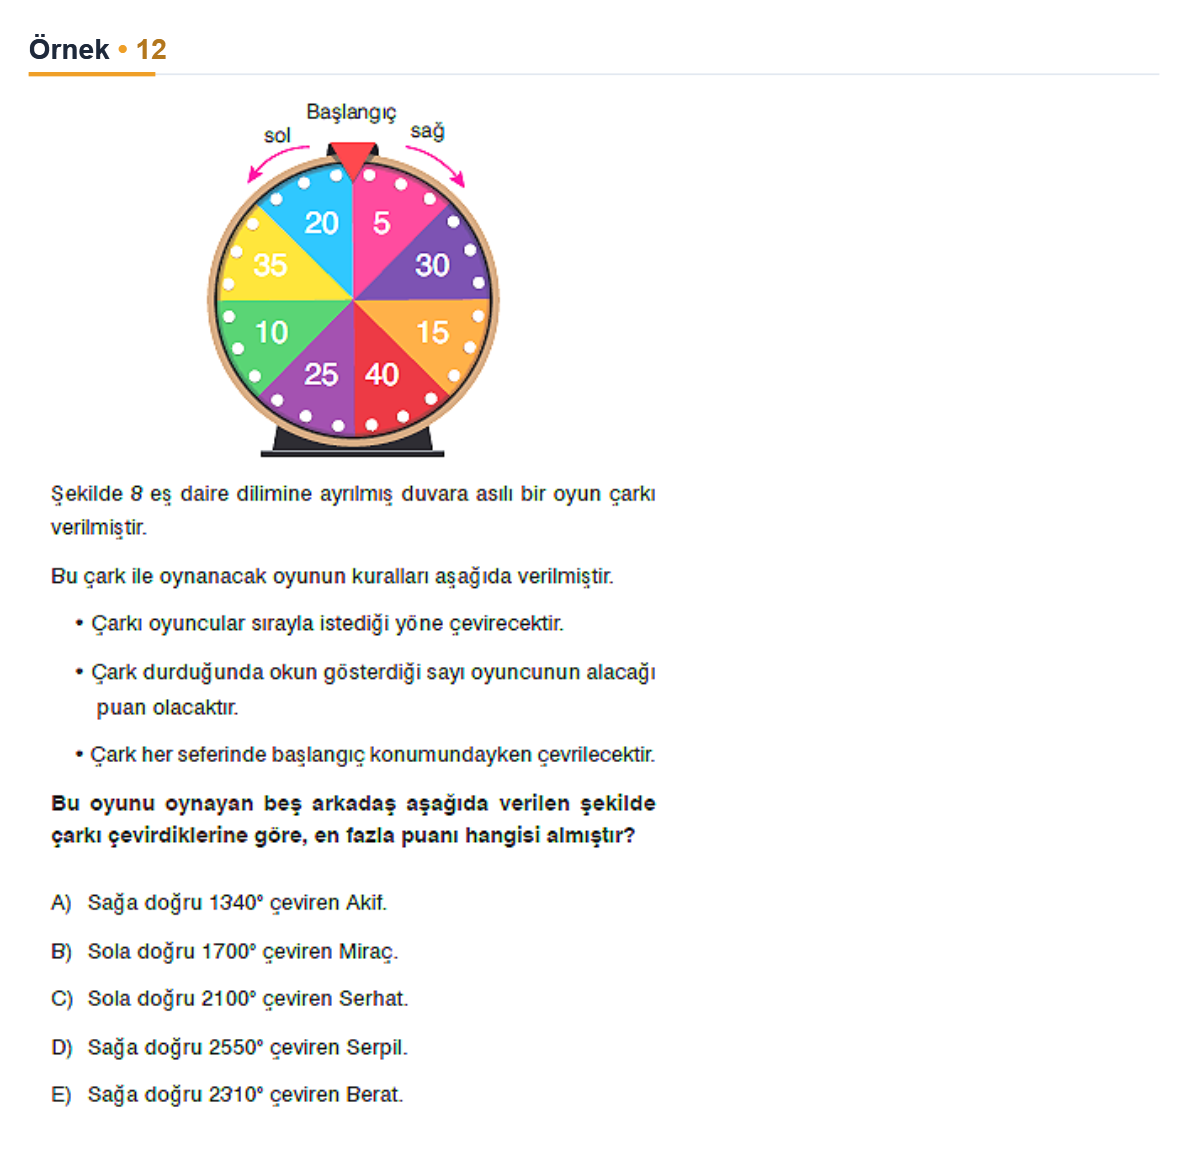 Örnek • 12
Başlangıç
sol
sağ
20
5
35
30
10
15
25
40
Şekilde 8 eş daire dilimine ayrılmış duvara asılı bir oyun çarkı
verilmiştir.
Bu çark ile oynanacak oyunun kuralları aşağıda verilmiştir.
• Çarkı oyuncular sırayla istediği yöne çevirecektir.
• Çark durduğunda okun gösterdiği sayı oyuncunun alacağı
puan olacaktır.
• Çark her seferinde başlangıç konumundayken çevrilecektir.
Bu oyunu oynayan beş arkadaş aşağıda verilen şekilde
çarkı çevirdiklerine göre, en fazla puanı hangisi almıştır?
A) Sağa doğru 1340° çeviren Akif.
B) Sola doğru 1700° çeviren Miraç.
C) Sola doğru 2100° çeviren Serhat.
D) Sağa doğru 2550° çeviren Serpil.
E) Sağa doğru 2310° çeviren Berat.